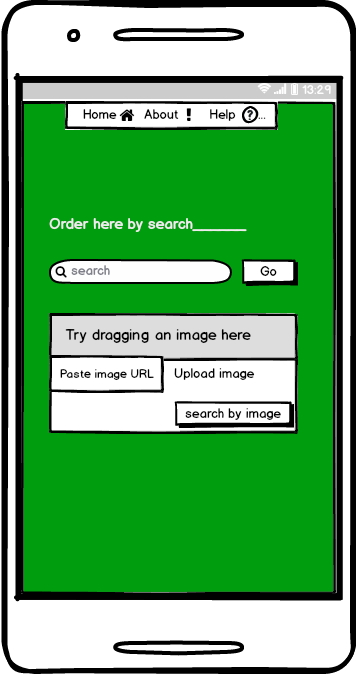 13:29
Home About ! Help ?...
Order here by search_______
search Go
Try dragging an image here
Paste image URL Upload image
search by image